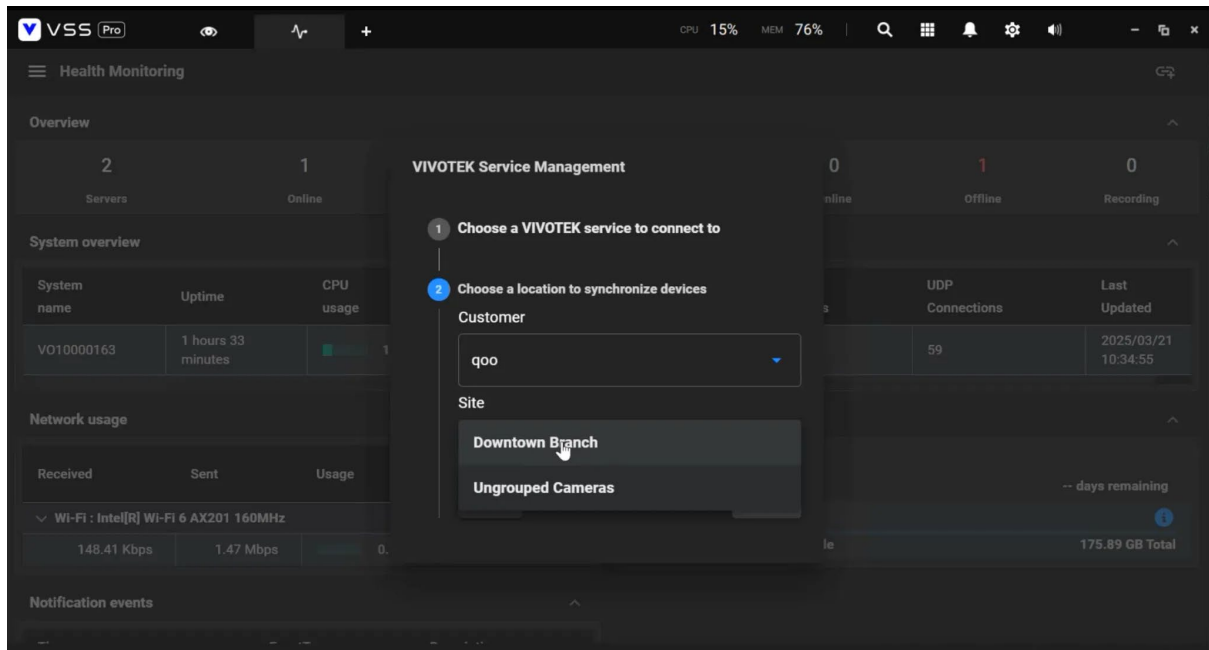 VSS Pro CPU 15% MEM 76%
Health Monitoring
Overview
2 1 0 1 0
Servers Online Offline Recording
VIVOTEK Service Management
1 Choose a VIVOTEK service to connect to
System overview
System name Uptime CPU usage UDP Connections Last Updated
VO10000163 1 hours 33 minutes 59 2025/03/21 10:34:55
2 Choose a location to synchronize devices
Customer
qoo
Site
Downtown Branch
Ungrouped Cameras
Network usage
Received Sent Usage
-- days remaining
Wi-Fi : Intel[R] Wi-Fi 6 AX201 160MHz
148.41 Kbps 1.47 Mbps 0.
175.89 GB Total
Notification events